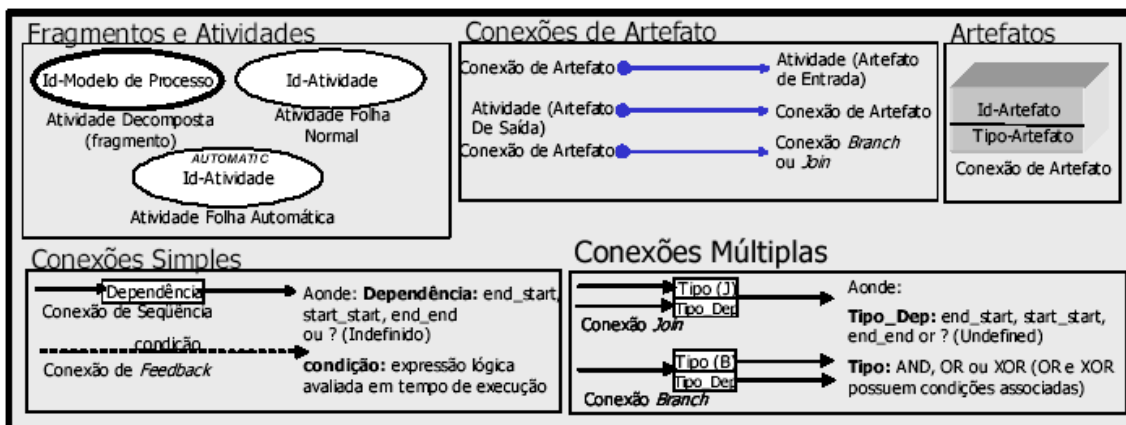 Fragmentos e Atividades
Id-Modelo de Processo
Atividade Decomposta
(fragmento)
Id-Atividade
Atividade Folha
Normal
AUTOMATIC
Id-Atividade
Atividade Folha Automática
Conexões de Artefato
Conexão de Artefato
Atividade (Artefato
de Entrada)
Atividade (Artefato
De Saída)
Conexão de Artefato
Conexão de Artefato
Conexão Branch
ou Join
Artefatos
Id-Artefato
Tipo-Artefato
Conexão de Artefato
Conexões Simples
Dependência
Conexão de Seqüência
Aonde: Dependência: end_start,
start_start, end_end
ou ? (Indefinido)
condição
Conexão de Feedback
condição: expressão lógica
avaliada em tempo de execução
Conexões Múltiplas
Tipo (J)
Tipo_Dep
Conexão Join
Tipo (B)
Tipo_Dep
Conexão Branch
Aonde:
Tipo_Dep: end_start, start_start,
end_end or ? (Undefined)
Tipo: AND, OR ou XOR (OR e XOR
possuem condições associadas)